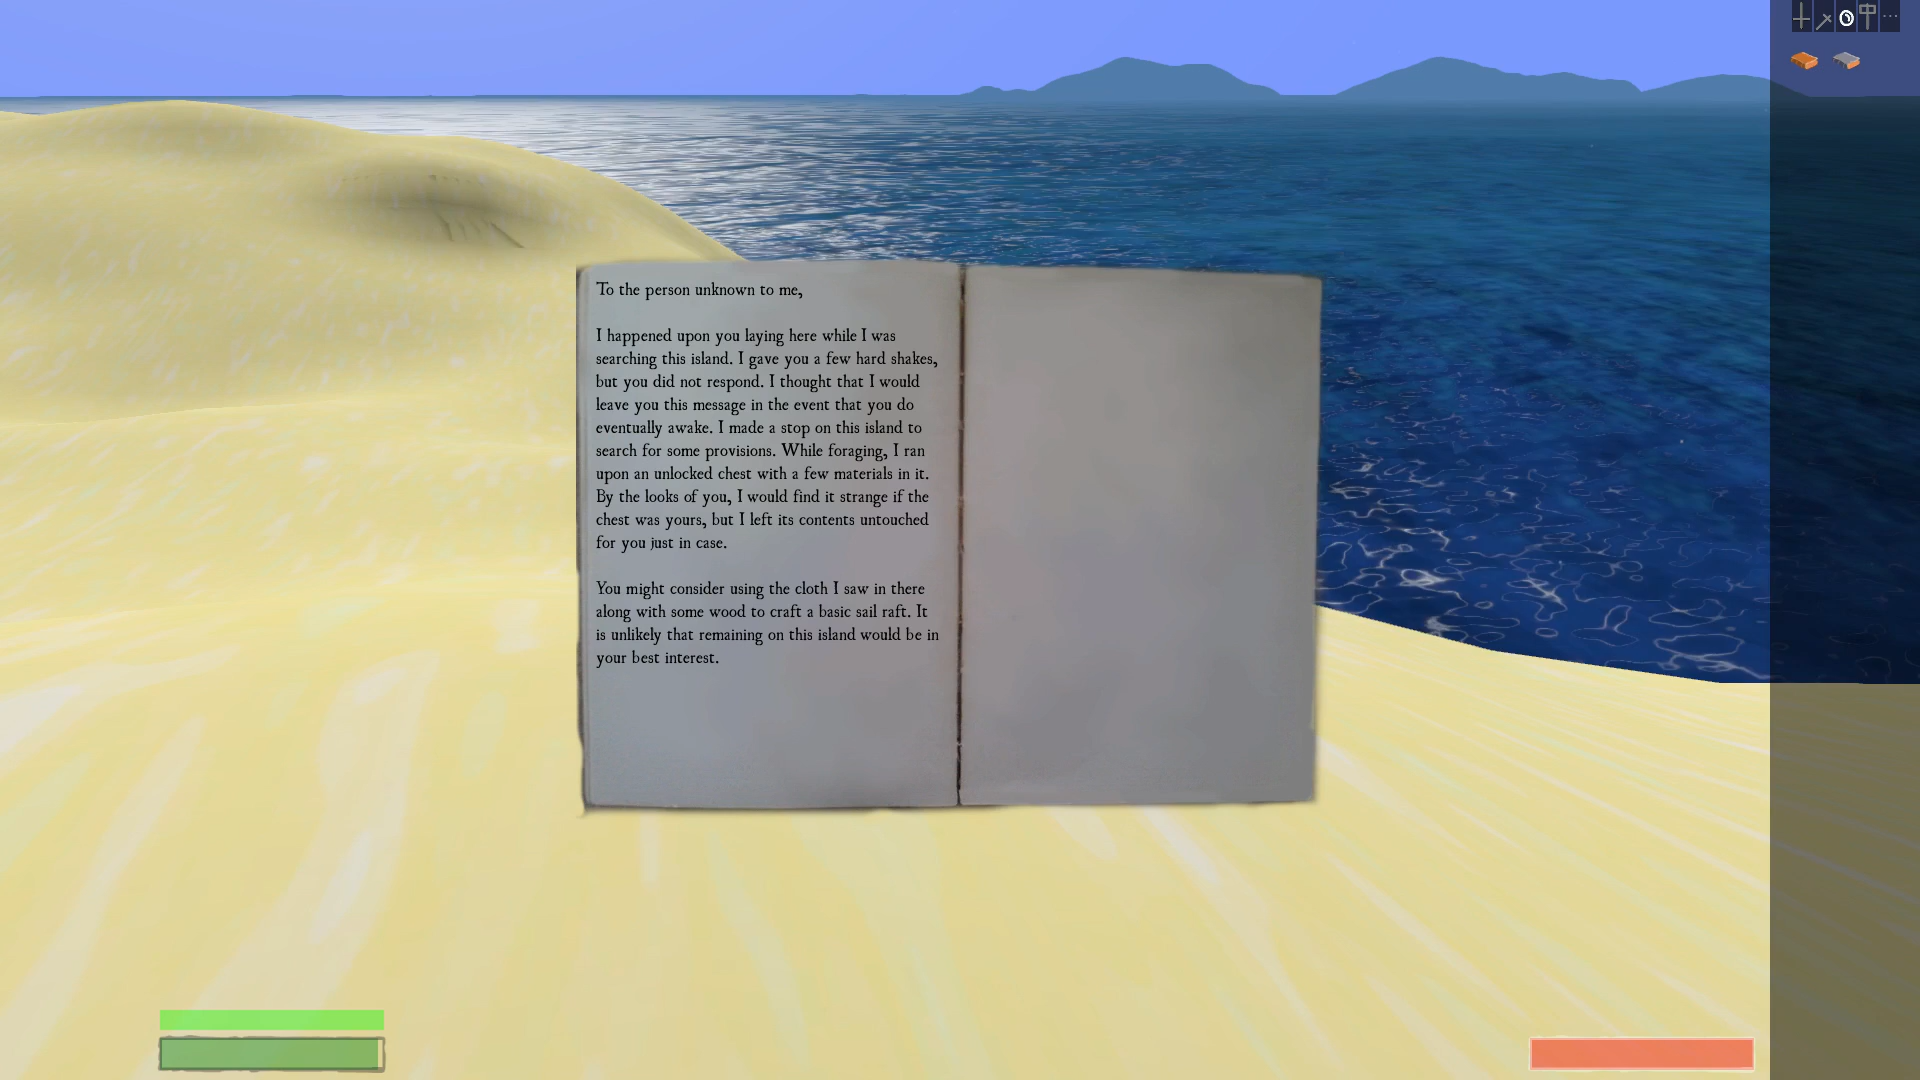 To the person unknown to me,
I happened upon you laying here while I was
searching this island. I gave you a few hard shakes,
but you did not respond. I thought that I would
leave you this message in the event that you do
eventually awake. I made a stop on this island to
search for some provisions. While foraging, I ran
upon an unlocked chest with a few materials in it.
By the looks of you, I would find it strange if the
chest was yours, but I left its contents untouched
for you just in case.
You might consider using the cloth I saw in there
along with some wood to craft a basic sail raft. It
is unlikely that remaining on this island would be in
your best interest.